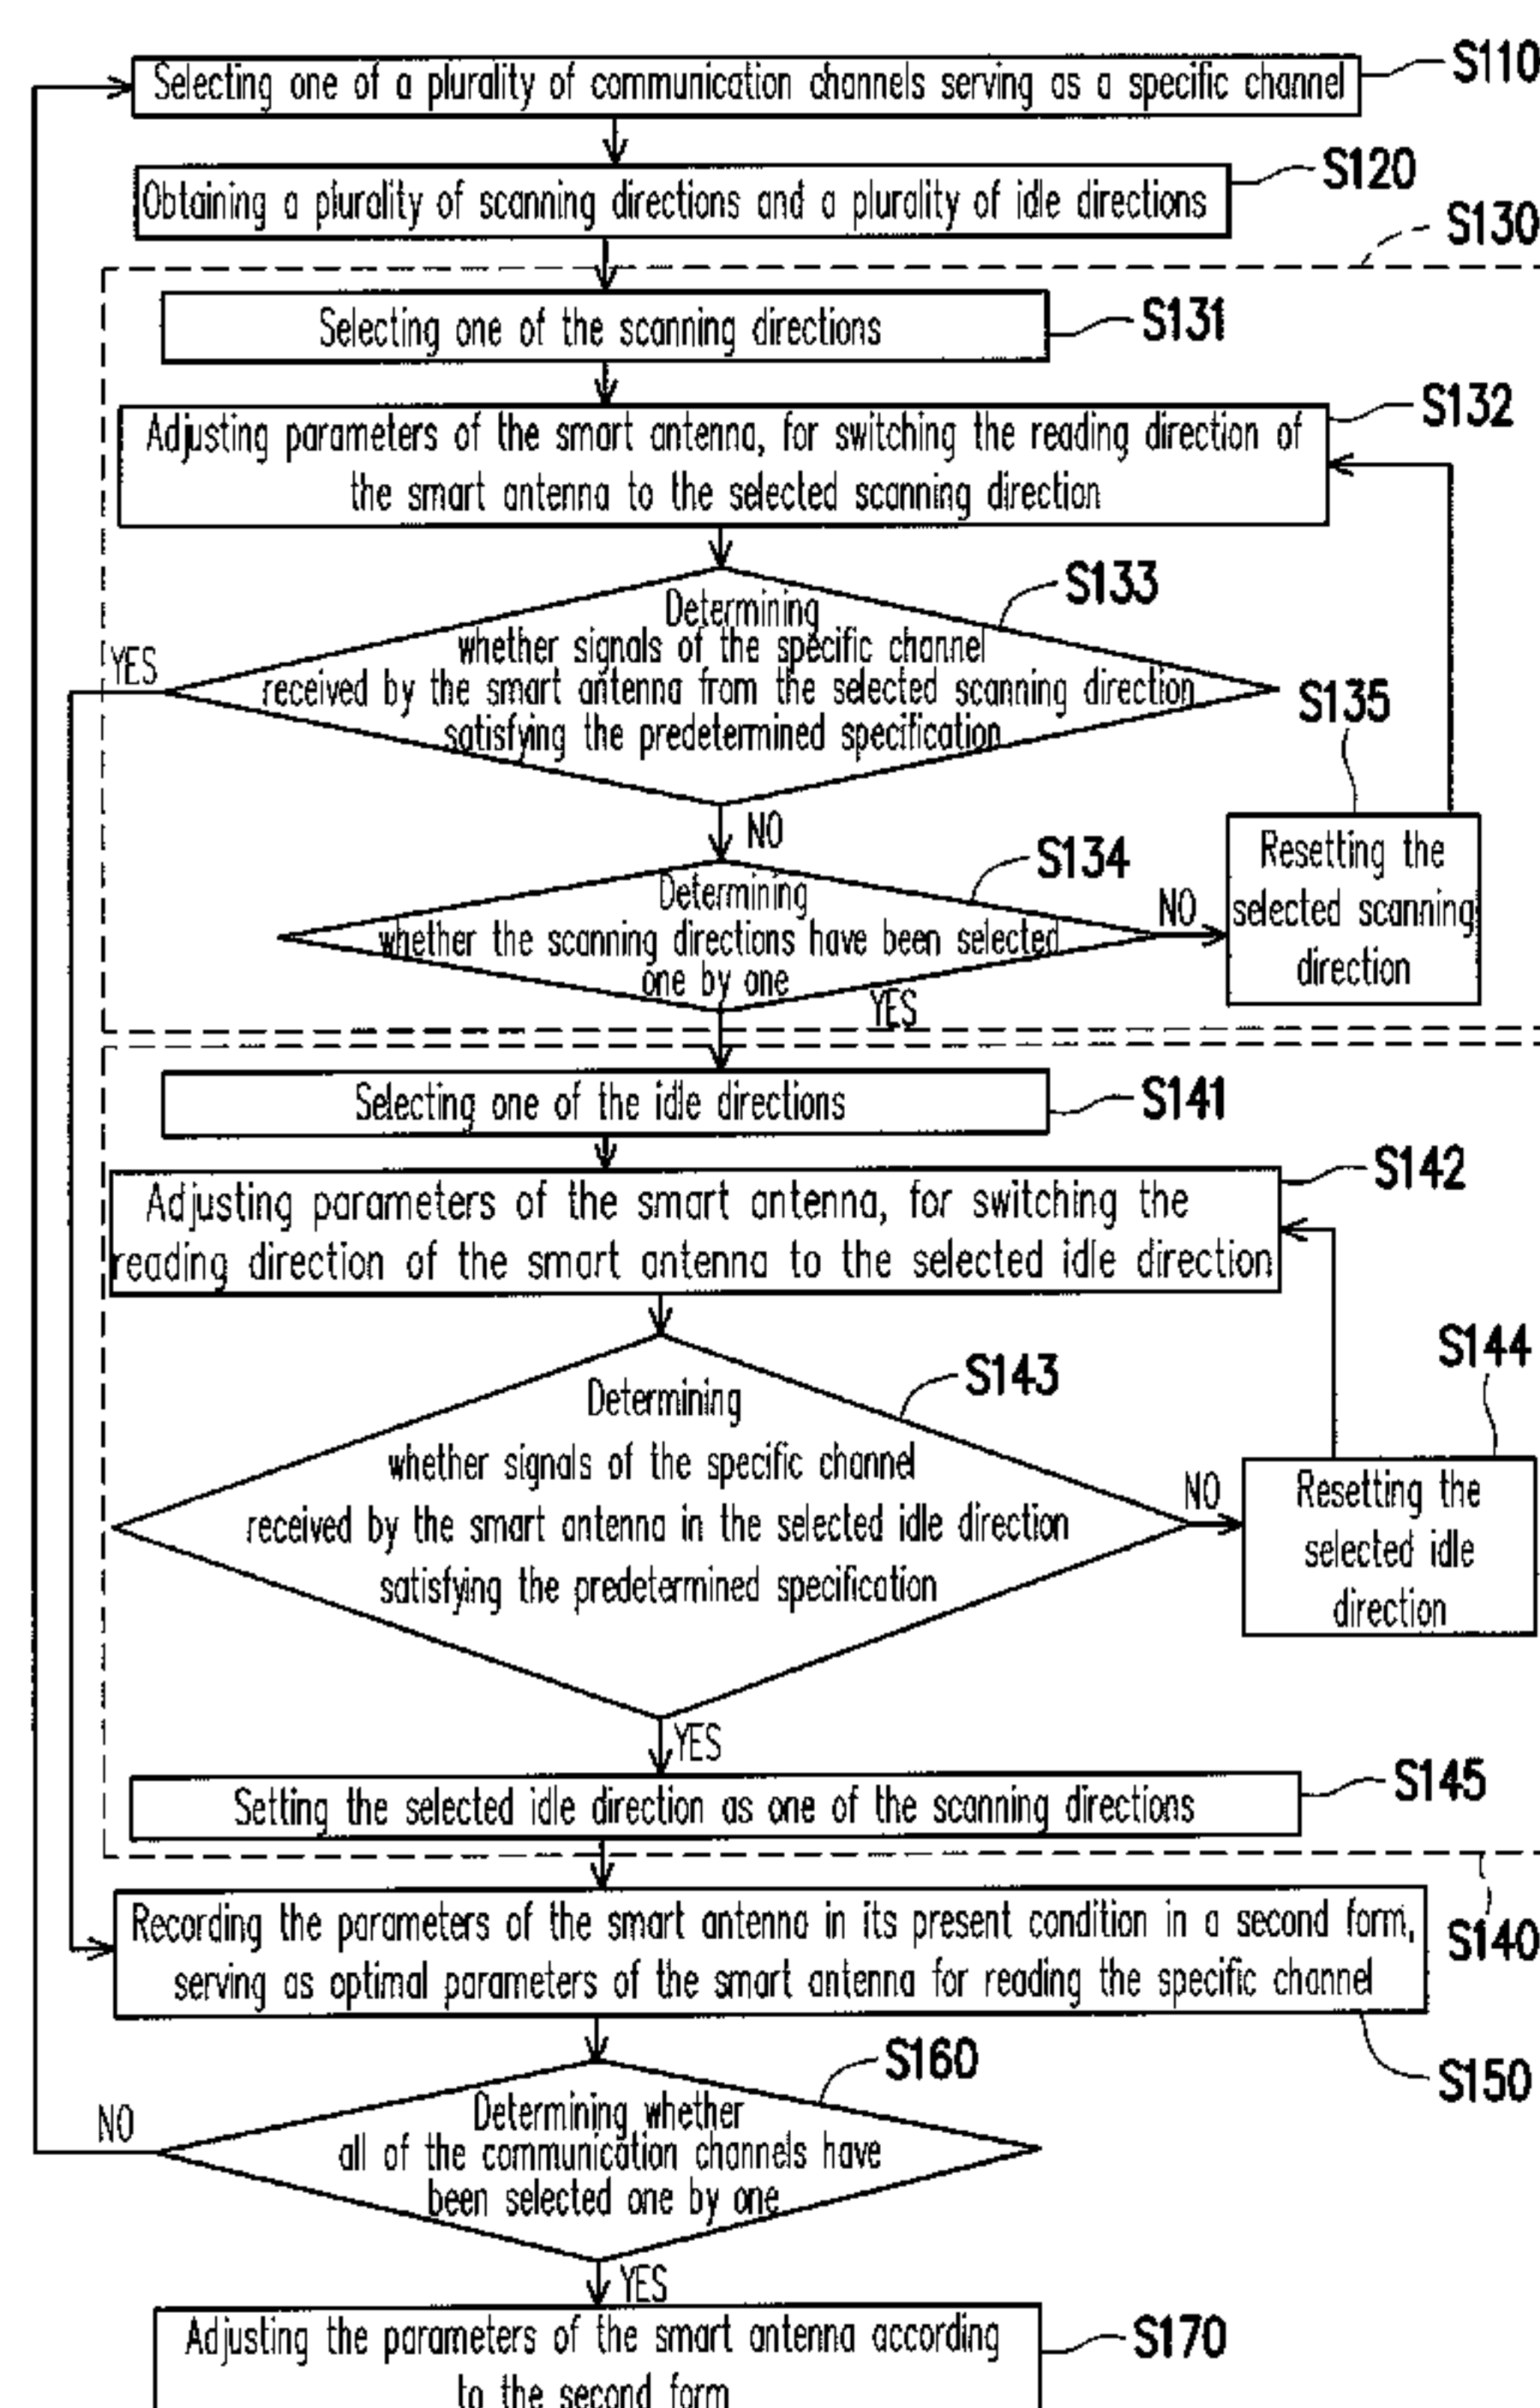 Selecting one of a plurality of communication channels serving as a specific channel
S110
Obtaining a plurality of scanning directions and a plurality of idle directions
S120
S130
Selecting one of the scanning directions
S131
Adjusting parameters of the smart antenna, for switching the reading direction of
the smart antenna to the selected scanning direction
S132
Determining
whether signals of the specific channel
received by the smart antenna from the selected scanning direction
satisfying the predetermined specification
S133
YES
NO
S135
Resetting the
selected scanning
direction
Determining
whether the scanning directions have been selected
one by one
S134
NO
YES
Selecting one of the idle directions
S141
Adjusting parameters of the smart antenna, for switching the
reading direction of the smart antenna to the selected idle direction
S142
Determining
whether signals of the specific channel
received by the smart antenna in the selected idle direction
satisfying the predetermined specification
S143
NO
S144
Resetting the
selected idle
direction
YES
Setting the selected idle direction as one of the scanning directions
S145
S140
Recording the parameters of the smart antenna in its present condition in a second form,
serving as optimal parameters of the smart antenna for reading the specific channel
S150
Determining whether
all of the communication channels have
been selected one by one
S160
NO
YES
Adjusting the parameters of the smart antenna according
to the second form
S170